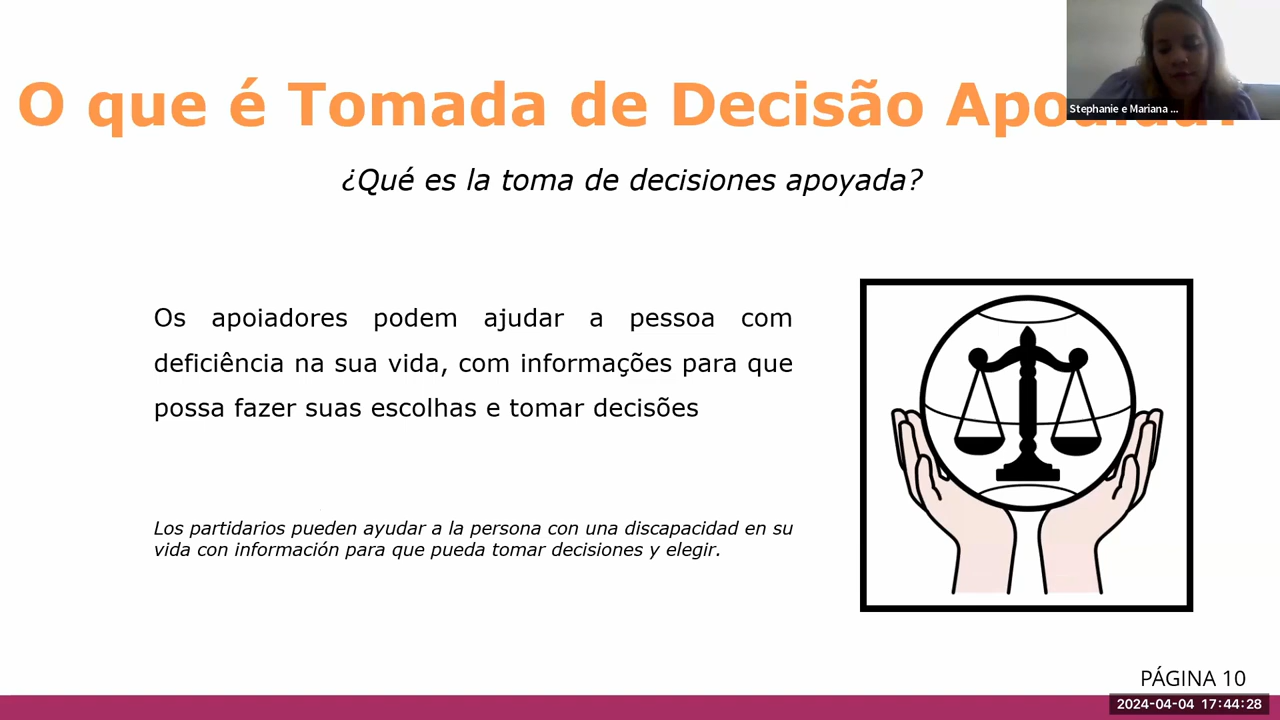 O que é Tomada de Decisão
Stephanie e Mariana ...
¿Qué es la toma de decisiones apoyada?
Os apoiadores podem ajudar a pessoa com
deficiência na sua vida, com informações para que
possa fazer suas escolhas e tomar decisões
Los partidarios pueden ayudar a la persona con una discapacidad en su
vida con información para que pueda tomar decisiones y elegir.
PÁGINA 10
2024-04-04 17:44:28